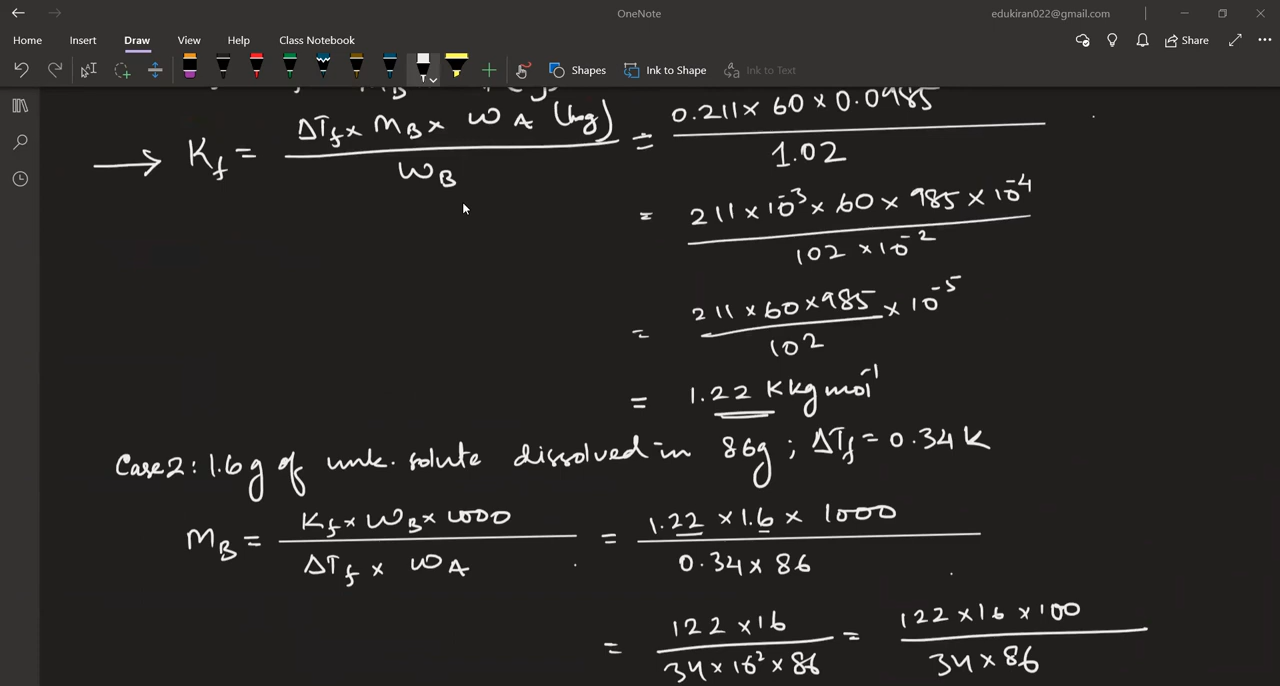 OneNote
edukiran022@gmail.com
Home Insert Draw View Help Class Notebook
Share
Shapes Ink to Shape Ink to Text
→ Kf = ΔTf × MB × WA (kg) / WB = 0.211 × 60 × 0.0985 / 1.02
= 211 × 10⁻³ × 60 × 985 × 10⁻⁴ / 102 × 10⁻²
= 211 × 60 × 985 / 102 × 10⁻⁵
= 1.22 K kg mol⁻¹
Case 2: 1.6 g of unk. solute dissolved in 86g ; ΔTf = 0.34 K
MB = Kf × WB × 1000 / ΔTf × WA = 1.22 × 1.6 × 1000 / 0.34 × 86
= 122 × 16 / 34 × 10⁻² × 86 = 122 × 16 × 100 / 34 × 86